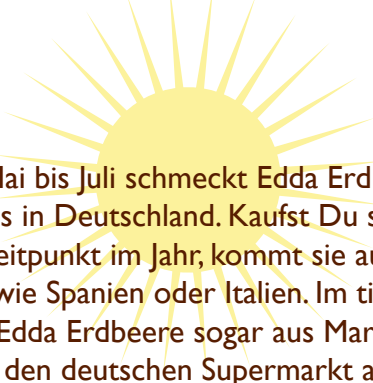 ai bis Juli schmeckt Edda Erd
s in Deutschland. Kaufst Du s
eitpunkt im Jahr, kommt sie au
wie Spanien oder Italien. Im ti
Edda Erdbeere sogar aus Mar
den deutschen Supermarkt a